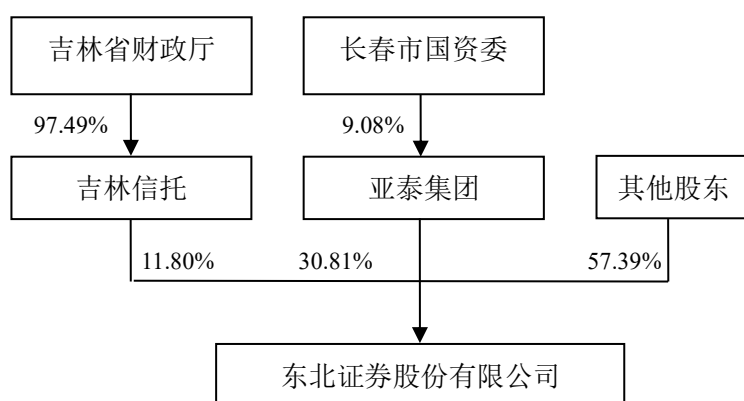 吉林省财政厅
长春市国资委
97.49%
9.08%
吉林信托
亚泰集团
其他股东
11.80%
30.81%
57.39%
东北证券股份有限公司